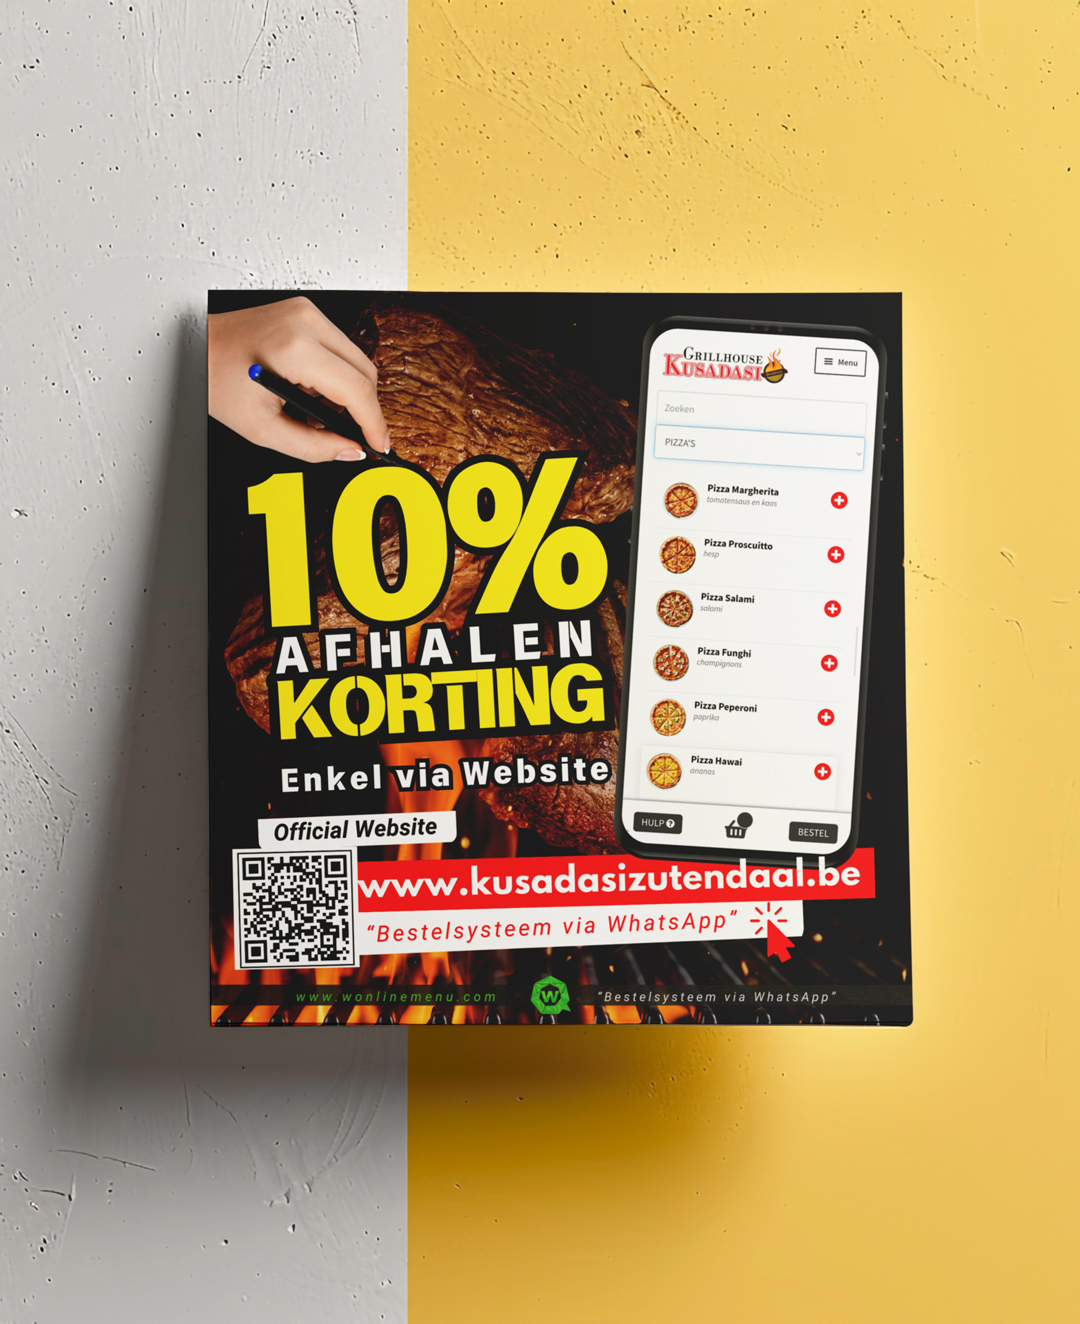 10%
AFHALEN
KORTING
Enkel via Website
Official Website
www.kusadasizutendaal.be
“Bestelsysteem via WhatsApp”
GRILLHOUSE
KUSADASI
Menu
Zoeken
PIZZA'S
Pizza Margherita
tomatensaus en kaas
Pizza Proscuitto
hesp
Pizza Salami
salami
Pizza Funghi
champignons
Pizza Peperoni
paprika
Pizza Hawai
ananas
HULP ?
BESTEL
www.wonlinemenu.com
W
“Bestelsysteem via WhatsApp”